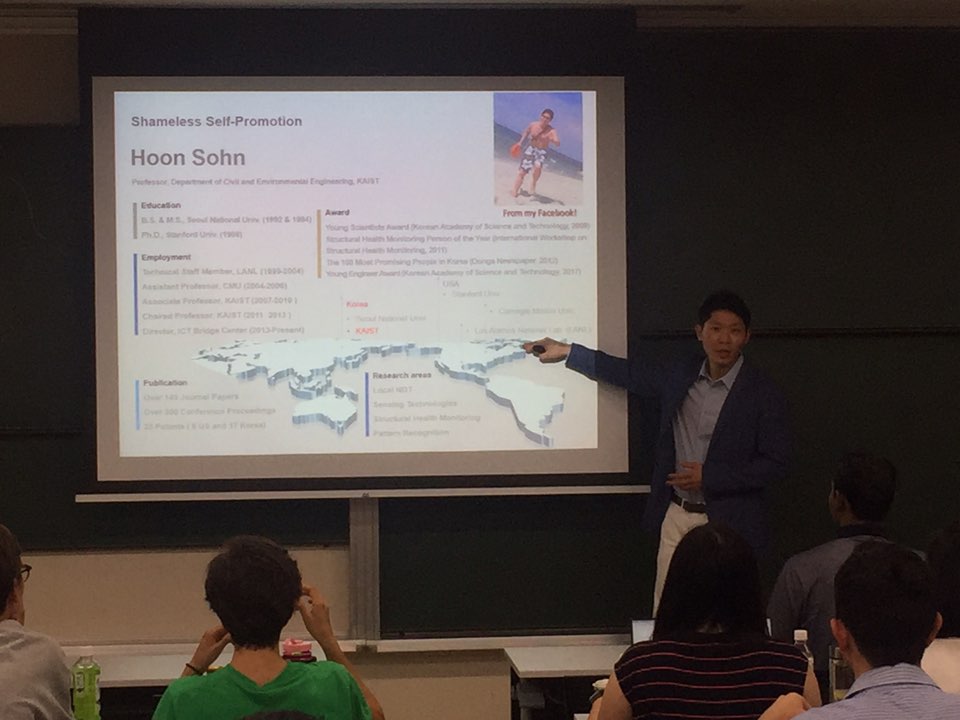 Shameless Self-Promotion
Hoon Sohn
Professor, Department of Civil and Environmental Engineering, KAIST
From my Facebook!
Education
B.S. & M.S., Seoul National Univ. (1992 & 1994)
Ph.D., Stanford Univ. (1998)
Employment
Technical Staff Member, LANL (1999-2004)
Assistant Professor, CMU (2004-2006)
Associate Professor, KAIST (2007-2010 )
Chaired Professor, KAIST (2011 2013 )
Director, ICT Bridge Center (2013-Present)
Award
Young Scientists Award (Korean Academy of Science and Technology, 2009)
Structural Health Monitoring Person of the Year (International Workshop on
Structural Health Monitoring, 2011)
The 100 Most Promising People in Korea (Donga Newspaper 2012)
Young Engineer Award (Korean Academy of Science and Technology, 2017)
USA
• Stanford Univ.
• Carnegie Mellon Univ.
• Los Alamos National Lab. (LANL)
Korea
• Seoul National Univ.
• KAIST
Publication
Over 140 Journal Papers
Over 300 Conference Proceedings
Patents ( US and 17 Korea)
Research areas
Local NDT
Sensing Technologies
Structural Health Monitoring
Pattern Recognition